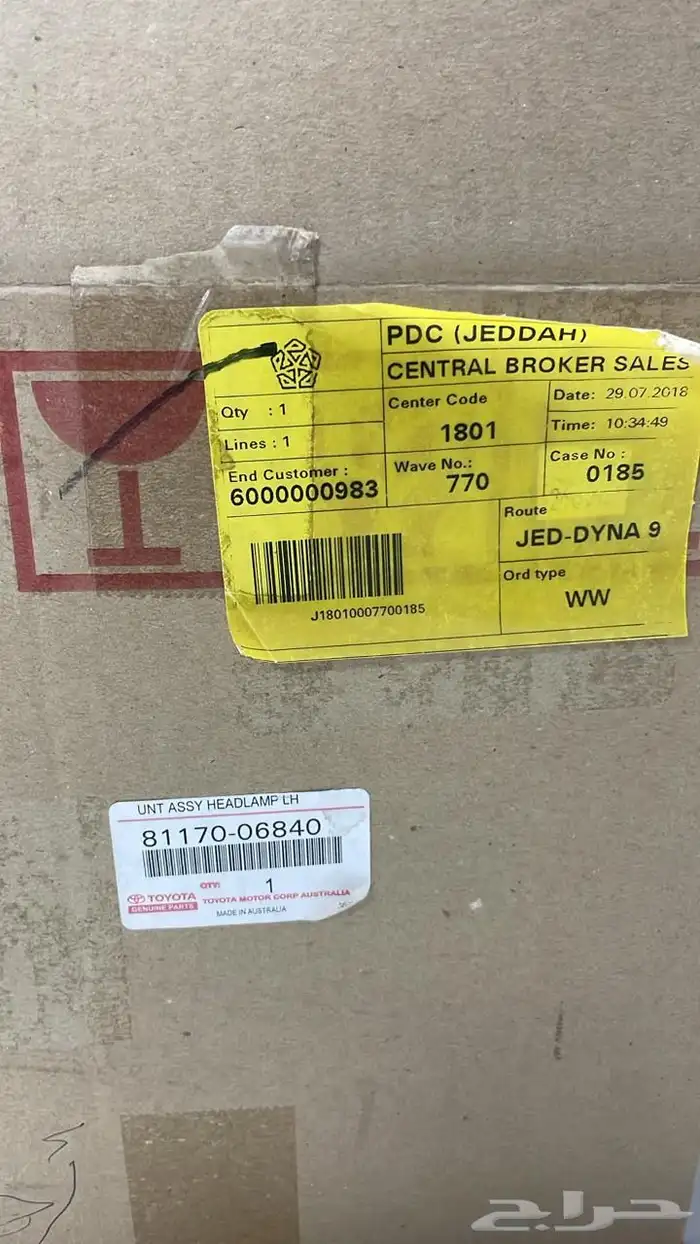 PDC (JEDDAH)
CENTRAL BROKER SALES
Qty : 1
Lines : 1
Center Code
1801
Date: 29.07.2018
Time: 10:34:49
End Customer :
6000000983
Wave No.:
770
Case No :
0185
J18010007700185
Route
JED-DYNA 9
Ord type
WW
UNT ASSY HEADLAMP LH
81170-06840
QTY: 1
TOYOTA
GENUINE PARTS
TOYOTA MOTOR CORP AUSTRALIA
MADE IN AUSTRALIA
حراج